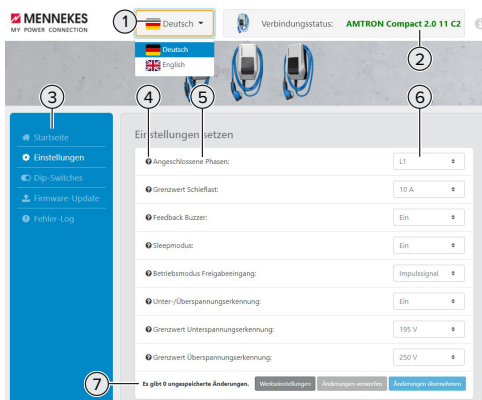 MENNEKES
MY POWER CONNECTION
1
Deutsch
Verbindungsstatus: AMTRON Compact 2.0 11 C2
Deutsch
English
2
3
4
5
6
Startseite
Einstellungen
Dip-Switches
Firmware-Update
Fehler-Log
Einstellungen setzen
Angeschlossene Phasen: L1
Grenzwert Schieflast: 10 A
Feedback Buzzer: Ein
Sleepmodus: Ein
Betriebsmodus Freigabeeingang: Impulssignal
Unter-/Überspannungserkennung: Ein
Grenzwert Unterspannungserkennung: 195 V
Grenzwert Überspannungserkennung: 250 V
7
Es gibt 0 ungespeicherte Änderungen. Werkseinstellungen Änderungen verwerfen Änderungen übernehmen